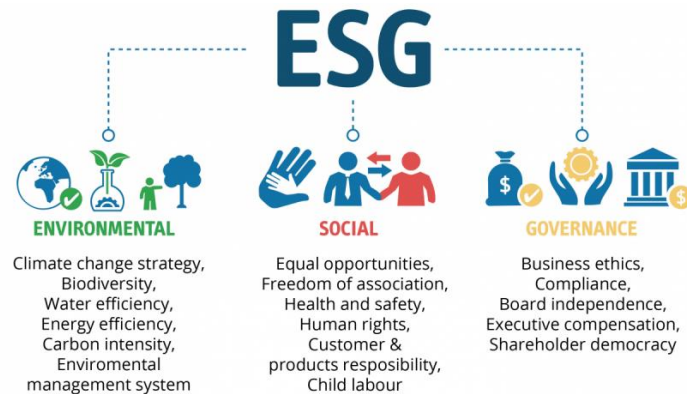 ESG
ENVIRONMENTAL
Climate change strategy,
Biodiversity,
Water efficiency,
Energy efficiency,
Carbon intensity,
Enviromental
management system
SOCIAL
Equal opportunities,
Freedom of association,
Health and safety,
Human rights,
Customer &
products resposibility,
Child labour
GOVERNANCE
Business ethics,
Compliance,
Board independence,
Executive compensation,
Shareholder democracy
$
$